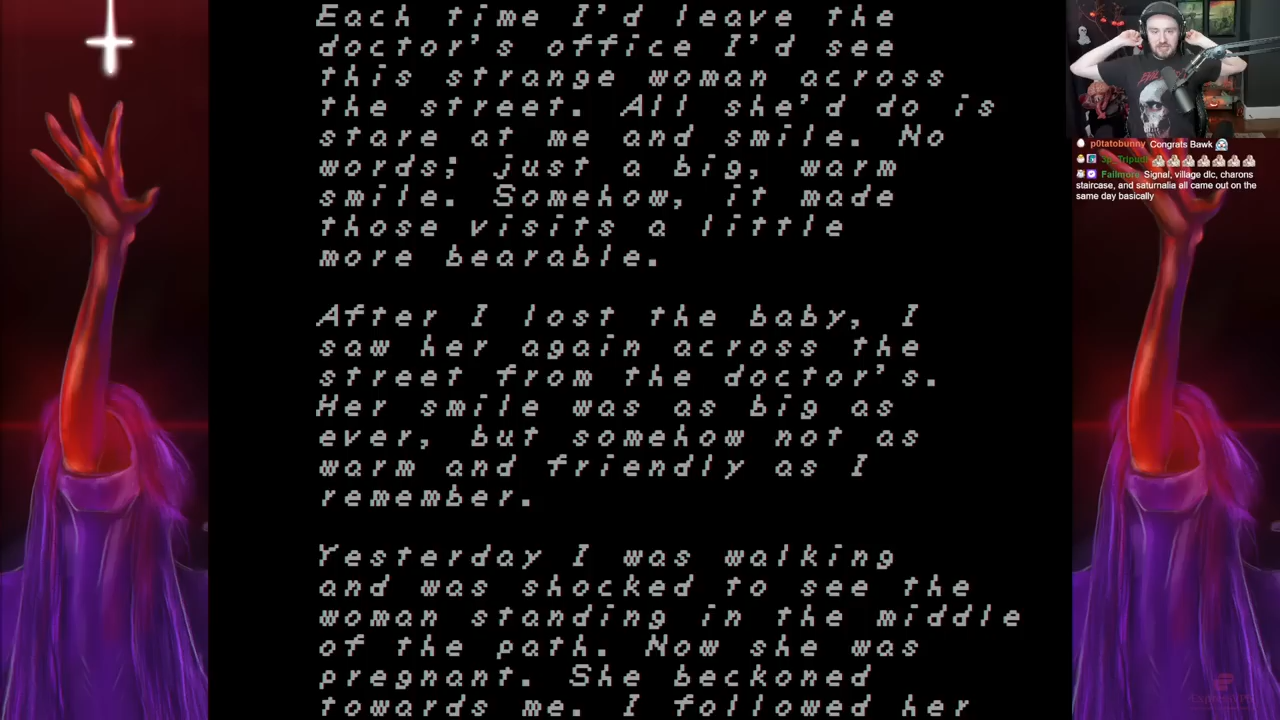 Each time I'd leave the
doctor's office I'd see
this strange woman across
the street. All she'd do is
stare at me and smile. No
words; just a big, warm
smile. Somehow, it made
those visits a little
more bearable.
After I lost the baby, I
saw her again across the
street from the doctor's.
Her smile was as big as
ever, but somehow not as
warm and friendly as I
remember.
Yesterday I was walking
and was shocked to see the
woman standing in the middle
of the path. Now she was
pregnant. She beckoned
towards me. I followed her
p0tatobunny Congrats Bawk
Failmore: Signal, village dlc, charons
staircase, and saturnalia all came out on the
same day basically